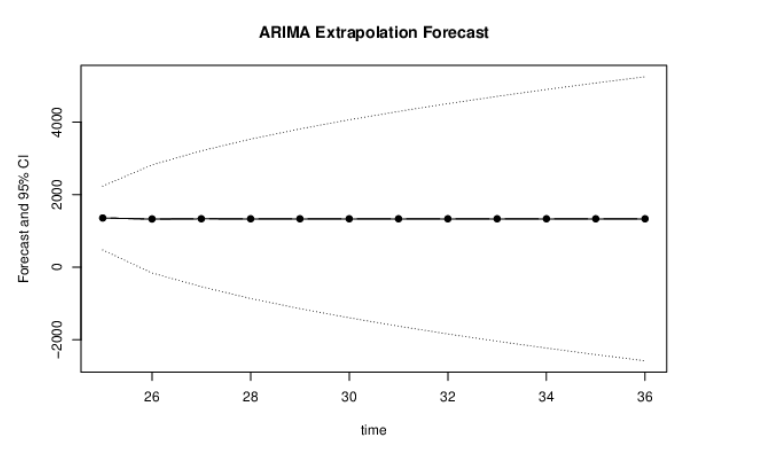 ARIMA Extrapolation Forecast
Forecast and 95% CI
4000
2000
0
−2000
26 28 30 32 34 36
time